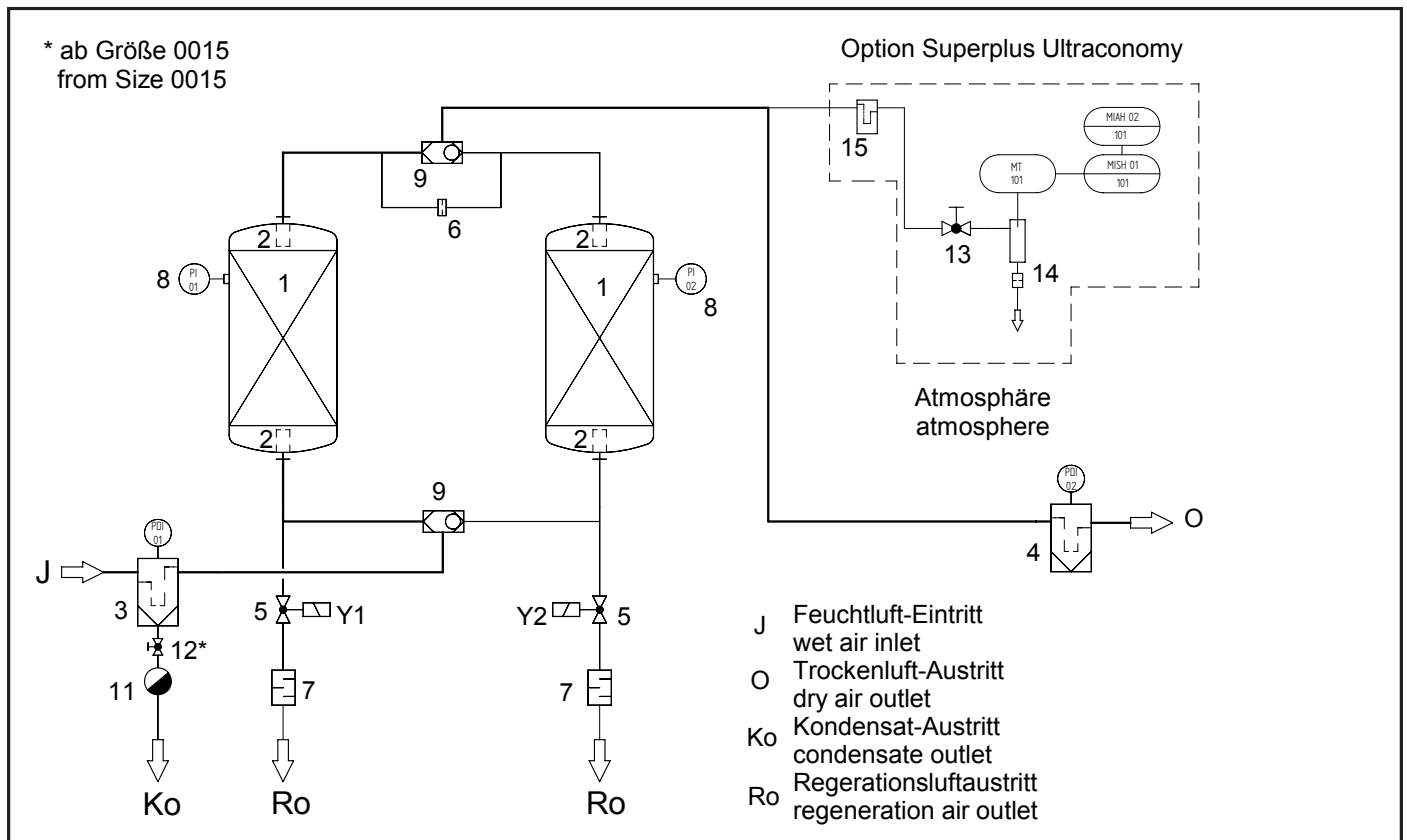 * ab Größe 0015
from Size 0015
Option Superplus Ultraconomy
MIAH 02
101
15
9
MT
101
MISH 01
101
6
2
2
13
8
PI
01
1
1
PI
02
8
14
Atmosphäre
atmosphere
2
2
9
PDI
02
PDI
01
O
4
J
3
5
Y1
Y2
5
12*
11
7
7
Ko
Ro
Ro
J Feuchtluft-Eintritt
wet air inlet
O Trockenluft-Austritt
dry air outlet
Ko Kondensat-Austritt
condensate outlet
Ro Regerationsluftaustritt
regeneration air outlet